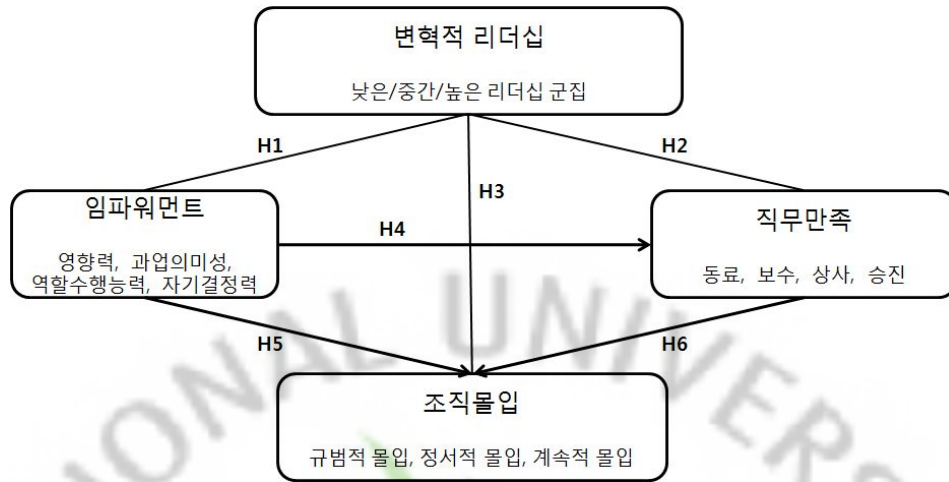 변혁적 리더십
낮은/중간/높은 리더십 군집
H1
H2
H3
임파워먼트
영향력, 과업의미성,
역할수행능력, 자기결정력
H4
직무만족
동료, 보수, 상사, 승진
H5
H6
조직몰입
규범적 몰입, 정서적 몰입, 계속적 몰입
IONAL UNIVERS